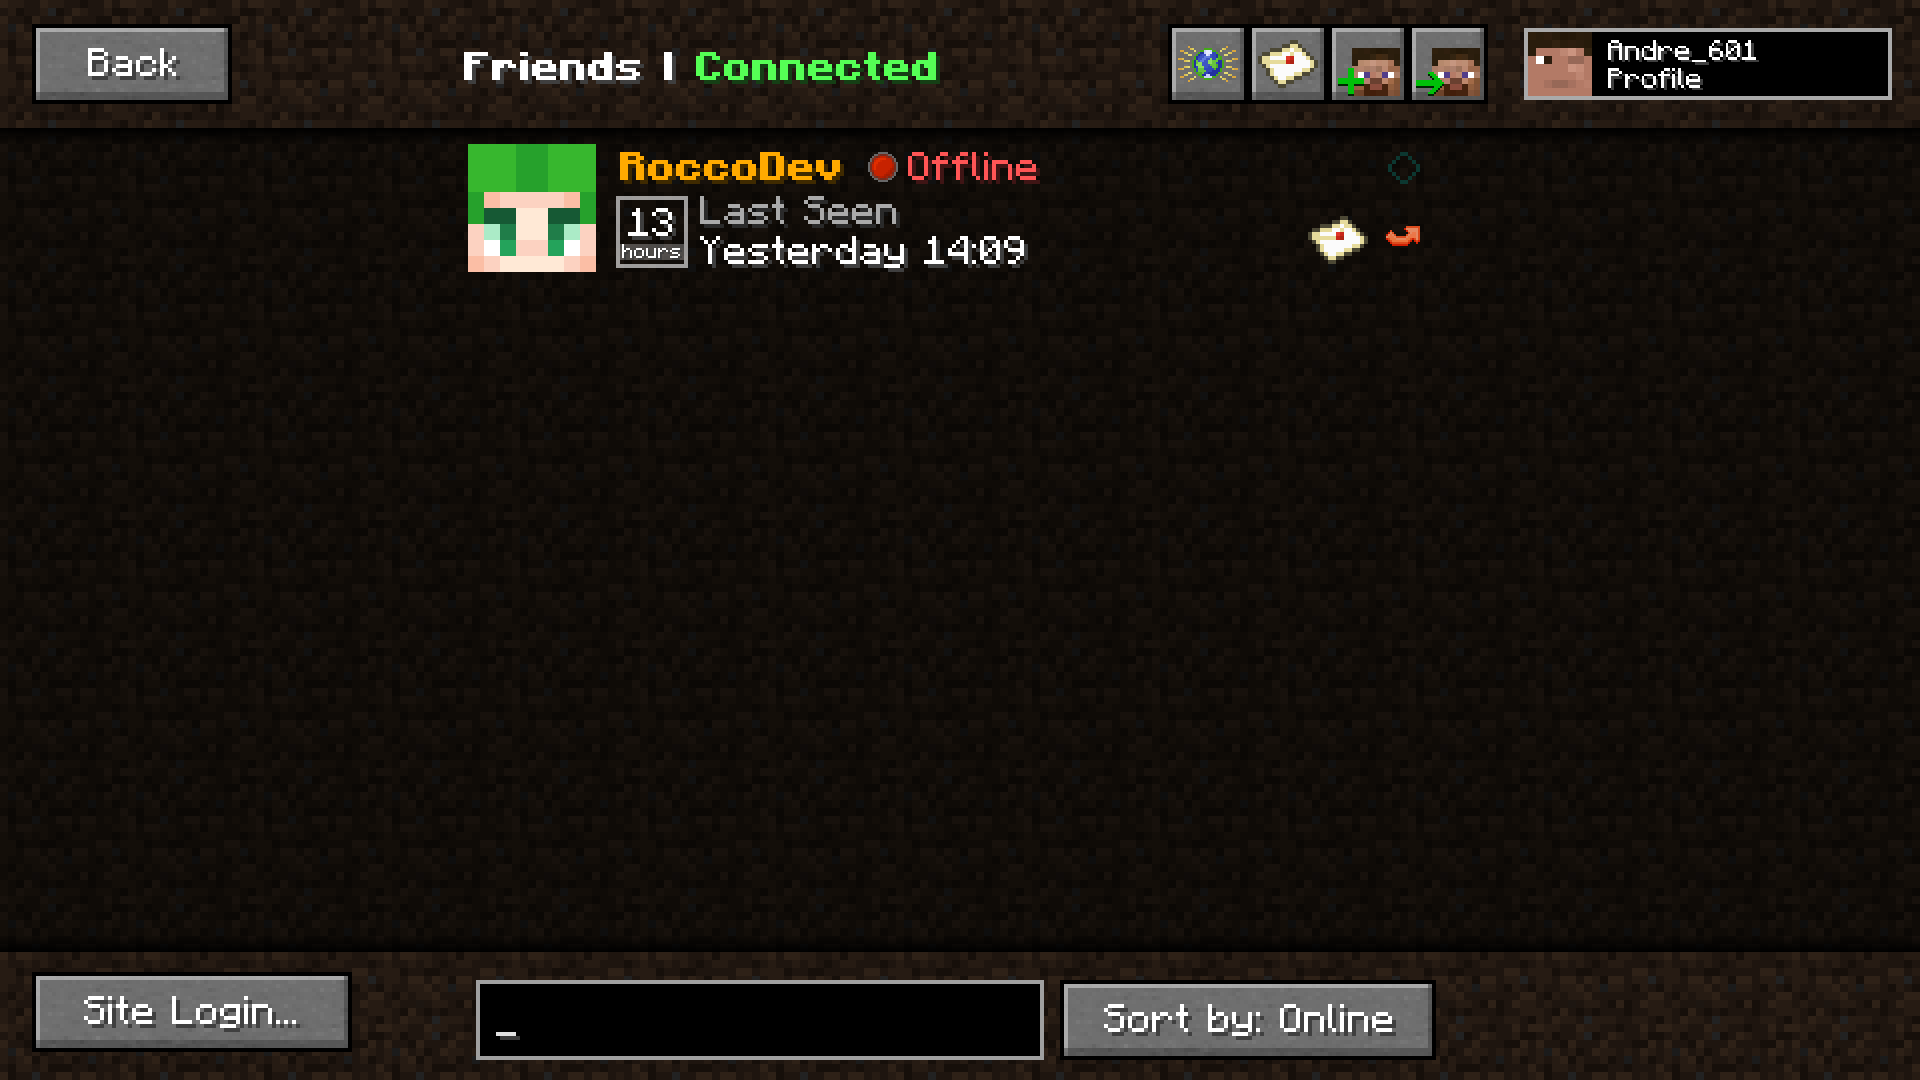 Back
Friends | Connected
Andre_601
Profile
RoccoDev Offline
13
hours
Last Seen
Yesterday 14:09
Site Login...
_
Sort by: Online